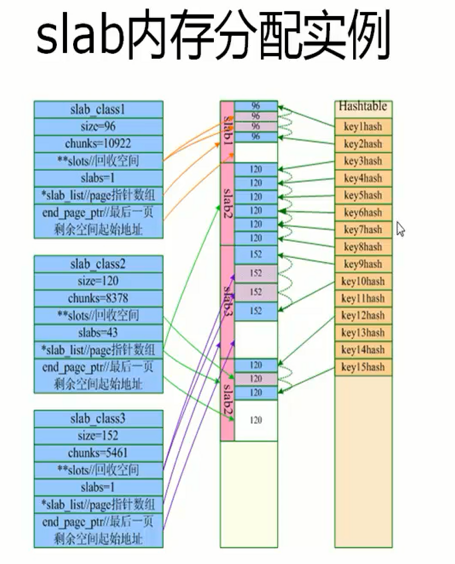 slab内存分配实例
slab_class1
size=96
chunks=10922
**slots//回收空间
slabs=1
*slab_list//page指针数组
end_page_ptr//最后一页
剩余空间起始地址
slab_class2
size=120
chunks=8378
**slots//回收空间
slabs=43
*slab_list//page指针数组
end_page_ptr//最后一页
剩余空间起始地址
slab_class3
size=152
chunks=5461
**slots//回收空间
slabs=1
*slab_list//page指针数组
end_page_ptr//最后一页
剩余空间起始地址
slab1
96
96
96
96
slab2
120
120
120
120
120
120
slab3
152
152
152
152
slab2
120
120
120
120
Hashtable
key1hash
key2hash
key3hash
key4hash
key5hash
key6hash
key7hash
key8hash
key9hash
key10hash
key11hash
key12hash
key13hash
key14hash
key15hash